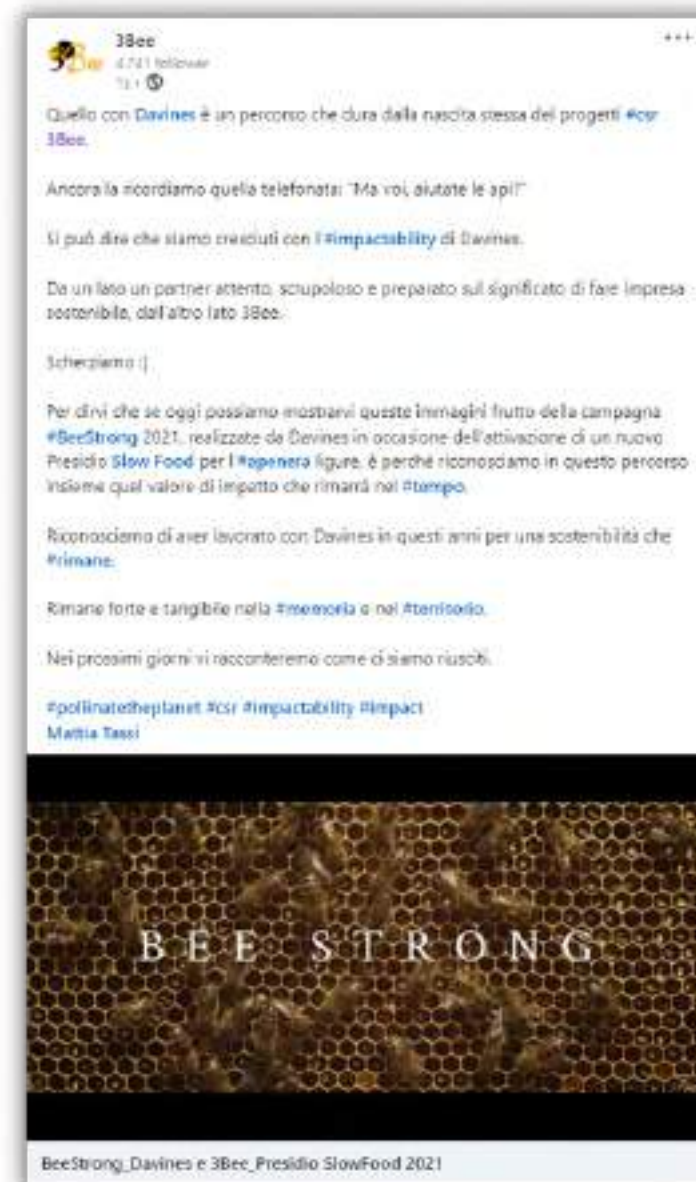 3Bee
3Bee
4.741 follower
Quello con Davines è un percorso che dura dalla nascita stessa dei progetti #csr
3Bee.
Ancora la ricordiamo quella telefonata: "Ma voi, aiutate le api?"
Si può dire che siamo cresciuti con l'#impactability di Davines.
Da un lato un partner attento, scrupoloso e preparato sul significato di fare impresa
sostenibile, dall'altro lato 3Bee.
Scherziamo :)
Per dirvi che se oggi possiamo mostrarvi queste immagini frutto della campagna
#BeeStrong 2021, realizzate da Davines in occasione dell'attivazione di un nuovo
Presidio Slow Food per l'#apenera ligure, è perché riconosciamo in questo percorso
insieme quel valore di impatto che rimarrà nel #tempo.
Riconosciamo di aver lavorato con Davines in questi anni per una sostenibilità che
#rimane.
Rimane forte e tangibile nella #memoria e nel #territorio.
Nei prossimi giorni vi racconteremo come ci siamo riusciti.
#pollinatetheplanet #csr #impactability #impact
Mattia Tassi
BEE STRONG
BeeStrong_Davines e 3Bee_Presidio SlowFood 2021